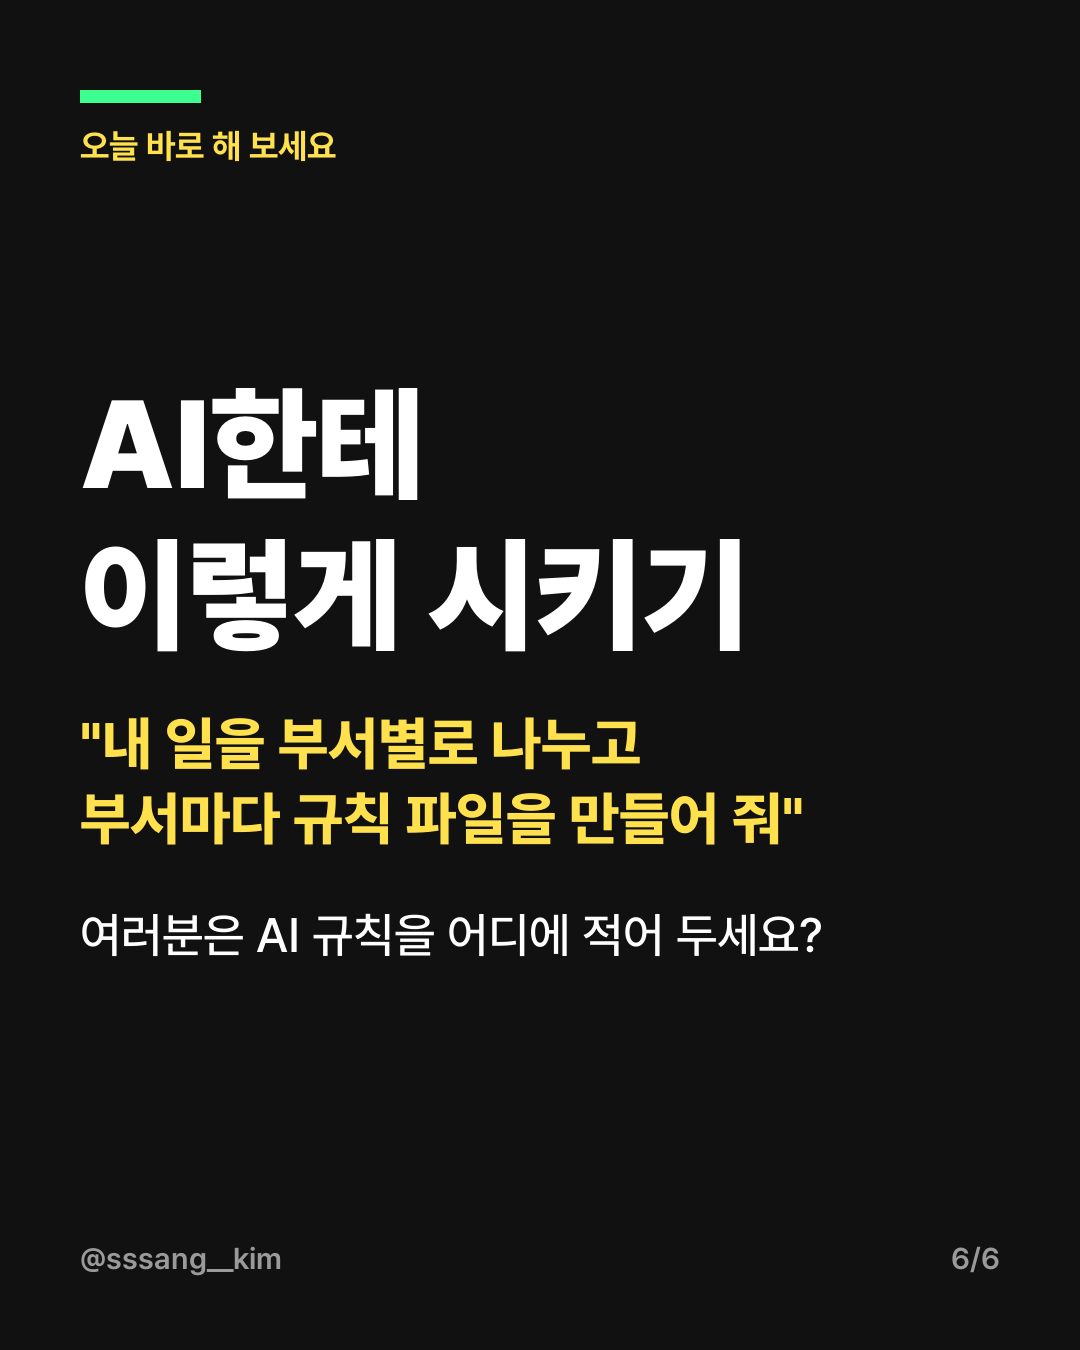 오늘 바로 해 보세요
AI한테
이렇게 시키기
"내 일을 부서별로 나누고
부서마다 규칙 파일을 만들어 줘"
여러분은 AI 규칙을 어디에 적어 두세요?
@sssang__kim
6/6